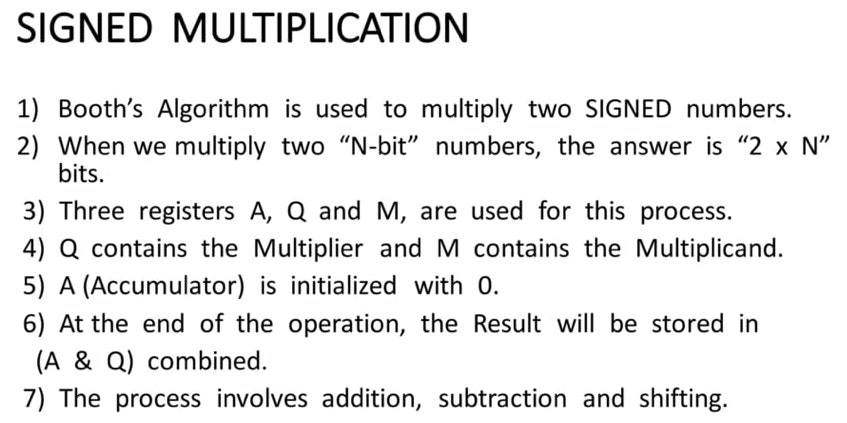 SIGNED MULTIPLICATION
1) Booth's Algorithm is used to multiply two SIGNED numbers.
2) When we multiply two “N-bit” numbers, the answer is “2 x N”
bits.
3) Three registers A, Q and M, are used for this process.
4) Q contains the Multiplier and M contains the Multiplicand.
5) A (Accumulator) is initialized with 0.
6) At the end of the operation, the Result will be stored in
(A & Q) combined.
7) The process involves addition, subtraction and shifting.